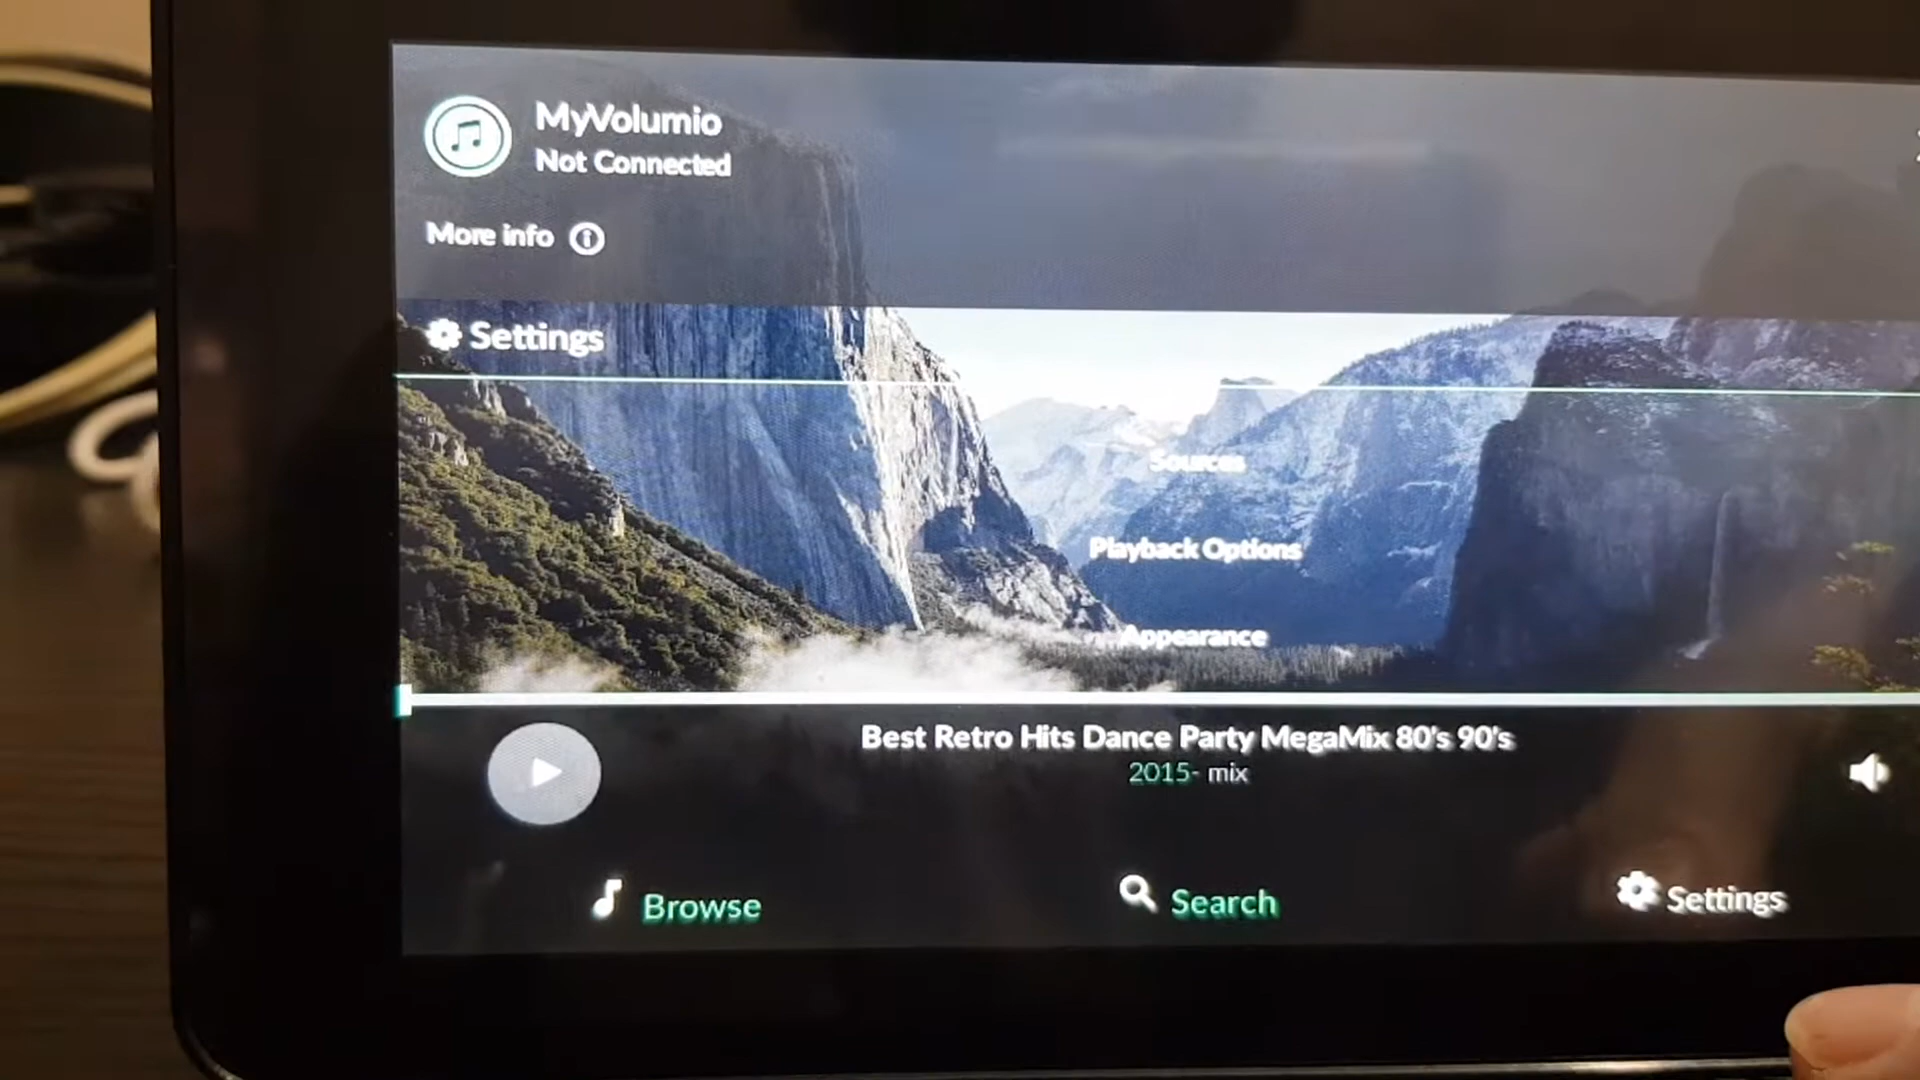 MyVolumio
Not Connected
More info
Settings
Sources
Playback Options
Appearance
Best Retro Hits Dance Party MegaMix 80's 90's
2015- mix
Browse
Search
Settings